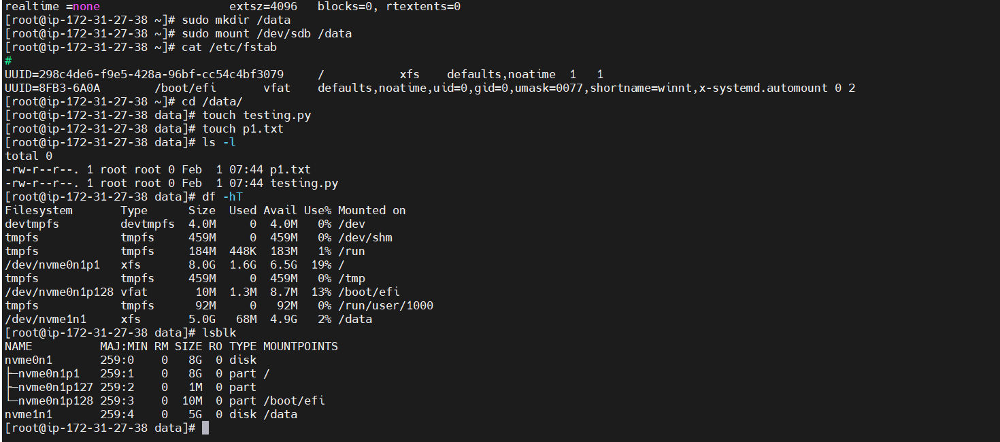 realtime =none                   extsz=4096   blocks=0, rtextents=0
[root@ip-172-31-27-38 ~]# sudo mkdir /data
[root@ip-172-31-27-38 ~]# sudo mount /dev/sdb /data
[root@ip-172-31-27-38 ~]# cat /etc/fstab
#
UUID=298c4de6-f9e5-428a-96bf-cc54c4bf3079     /           xfs    defaults,noatime  1   1
UUID=8FB3-6A0A        /boot/efi       vfat    defaults,noatime,uid=0,gid=0,umask=0077,shortname=winnt,x-systemd.automount 0 2
[root@ip-172-31-27-38 ~]# cd /data/
[root@ip-172-31-27-38 data]# touch testing.py
[root@ip-172-31-27-38 data]# touch p1.txt
[root@ip-172-31-27-38 data]# ls -l
total 0
-rw-r--r--. 1 root root 0 Feb  1 07:44 p1.txt
-rw-r--r--. 1 root root 0 Feb  1 07:44 testing.py
[root@ip-172-31-27-38 data]# df -hT
Filesystem       Type      Size  Used Avail Use% Mounted on
devtmpfs         devtmpfs  4.0M     0  4.0M   0% /dev
tmpfs            tmpfs     459M     0  459M   0% /dev/shm
tmpfs            tmpfs     184M  448K  183M   1% /run
/dev/nvme0n1p1   xfs       8.0G  1.6G  6.5G  19% /
tmpfs            tmpfs     459M     0  459M   0% /tmp
/dev/nvme0n1p128 vfat       10M  1.3M  8.7M  13% /boot/efi
tmpfs            tmpfs      92M     0   92M   0% /run/user/1000
/dev/nvme1n1     xfs       5.0G   68M  4.9G   2% /data
[root@ip-172-31-27-38 data]# lsblk
NAME          MAJ:MIN RM SIZE RO TYPE MOUNTPOINTS
nvme0n1       259:0    0   8G  0 disk
├─nvme0n1p1   259:1    0   8G  0 part /
├─nvme0n1p127 259:2    0   1M  0 part
└─nvme0n1p128 259:3    0  10M  0 part /boot/efi
nvme1n1       259:4    0   5G  0 disk /data
[root@ip-172-31-27-38 data]#